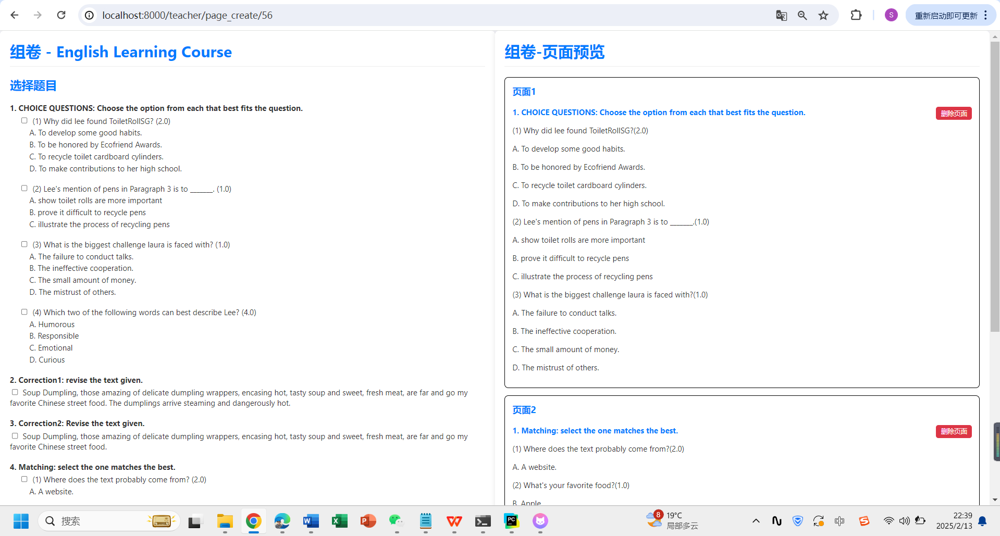 localhost:8000/teacher/page_create/56
S
重新启动即可更新
组卷 - English Learning Course
选择题目
1. CHOICE QUESTIONS: Choose the option from each that best fits the question.
(1) Why did lee found ToiletRollSG? (2.0)
A. To develop some good habits.
B. To be honored by Ecofriend Awards.
C. To recycle toilet cardboard cylinders.
D. To make contributions to her high school.
(2) Lee's mention of pens in Paragraph 3 is to ______. (1.0)
A. show toilet rolls are more important
B. prove it difficult to recycle pens
C. illustrate the process of recycling pens
(3) What is the biggest challenge laura is faced with? (1.0)
A. The failure to conduct talks.
B. The ineffective cooperation.
C. The small amount of money.
D. The mistrust of others.
(4) Which two of the following words can best describe Lee? (4.0)
A. Humorous
B. Responsible
C. Emotional
D. Curious
2. Correction1: revise the text given.
Soup Dumpling, those amazing of delicate dumpling wrappers, encasing hot, tasty soup and sweet, fresh meat, are far and go my
favorite Chinese street food. The dumplings arrive steaming and dangerously hot.
3. Correction2: Revise the text given.
Soup Dumpling, those amazing of delicate dumpling wrappers, encasing hot, tasty soup and sweet, fresh meat, are far and go my
favorite Chinese street food.
4. Matching: select the one matches the best.
(1) Where does the text probably come from? (2.0)
A. A website.
组卷-页面预览
页面1
1. CHOICE QUESTIONS: Choose the option from each that best fits the question.
删除页面
(1) Why did lee found ToiletRollSG?(2.0)
A. To develop some good habits.
B. To be honored by Ecofriend Awards.
C. To recycle toilet cardboard cylinders.
D. To make contributions to her high school.
(2) Lee's mention of pens in Paragraph 3 is to ______.(1.0)
A. show toilet rolls are more important
B. prove it difficult to recycle pens
C. illustrate the process of recycling pens
(3) What is the biggest challenge laura is faced with?(1.0)
A. The failure to conduct talks.
B. The ineffective cooperation.
C. The small amount of money.
D. The mistrust of others.
页面2
1. Matching: select the one matches the best.
删除页面
(1) Where does the text probably come from?(2.0)
A. A website.
(2) What's your favorite food?(1.0)
B. Apple
搜索
8
19°C
局部多云
中
22:39
2025/2/13